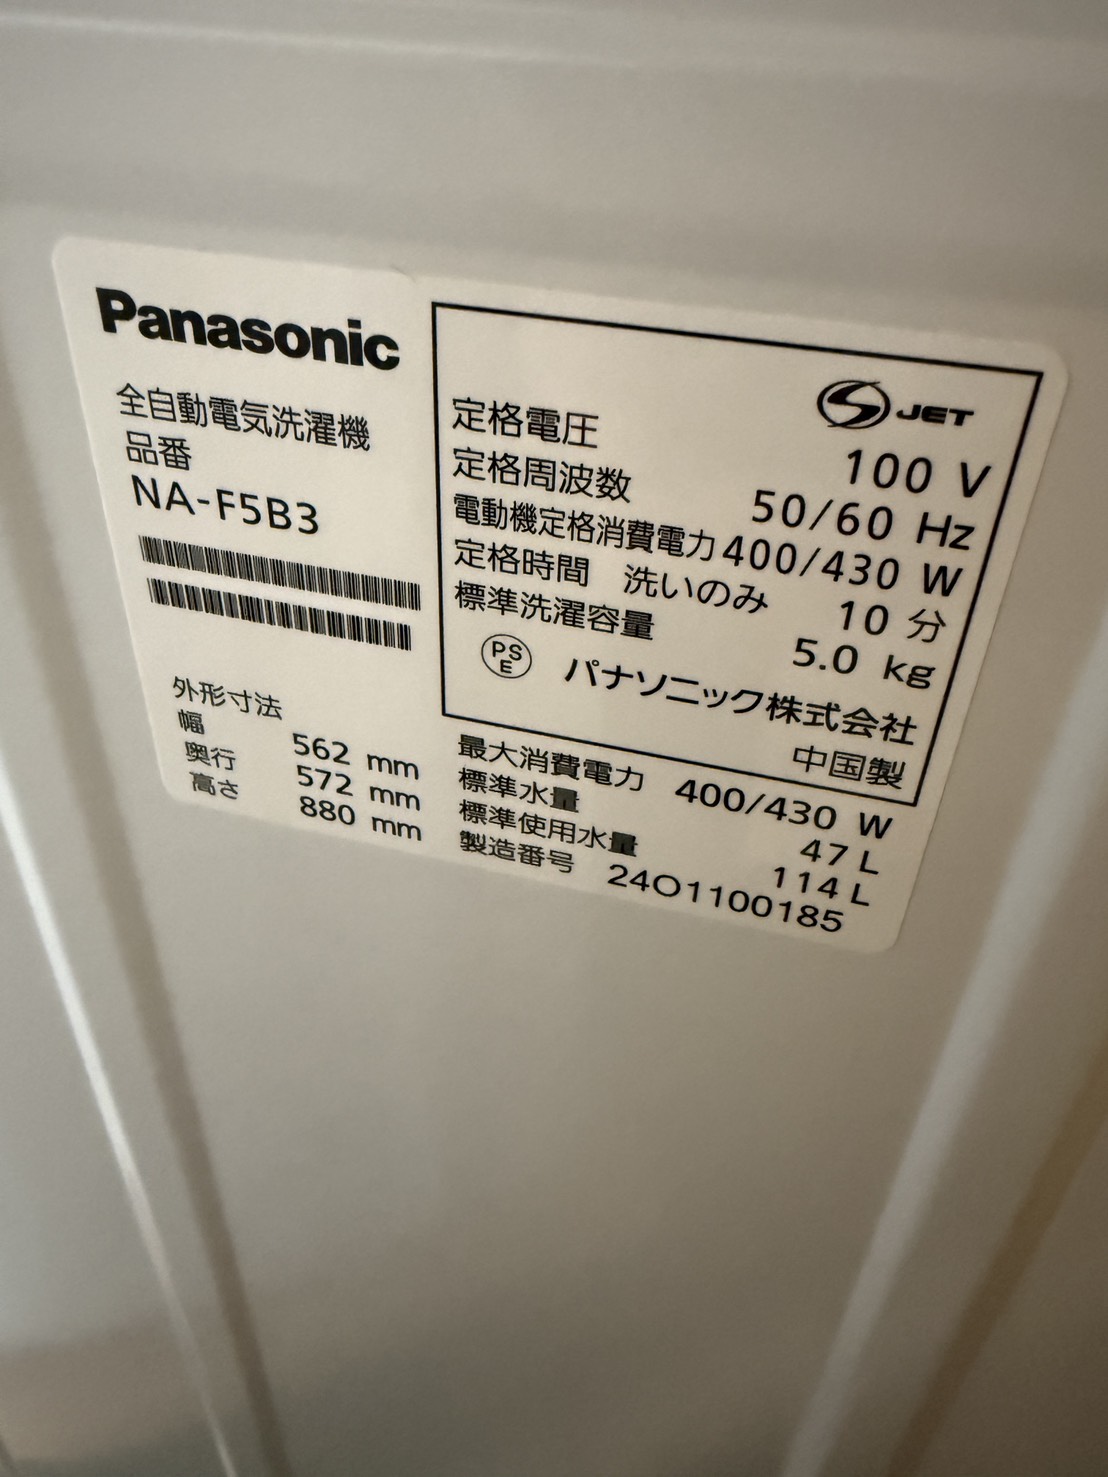 Panasonic
全自動電気洗濯機
品番
NA-F5B3
外形寸法
幅 562 mm
奥行 572 mm
高さ 880 mm
JET
定格電圧 100 V
定格周波数 50/60 Hz
電動機定格消費電力 400/430 W
定格時間 洗いのみ 10 分
標準洗濯容量 5.0 kg
PSE パナソニック株式会社
中国製
最大消費電力 400/430 W
標準水量 47 L
標準使用水量 114 L
製造番号 24O1100185